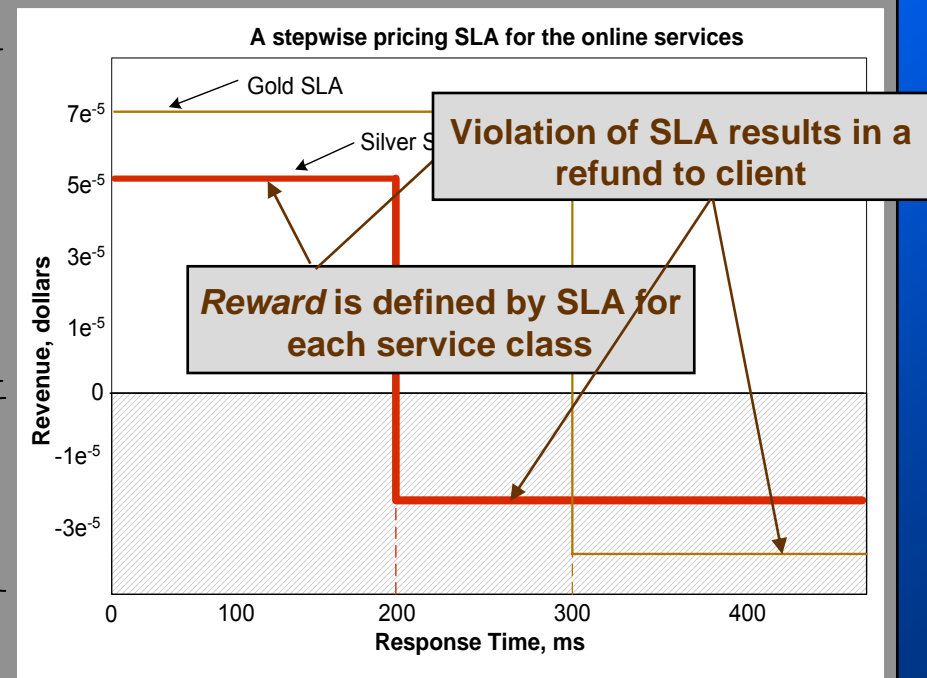 A stepwise pricing SLA for the online services
Gold SLA
Silver
Violation of SLA results in a
refund to client
Reward is defined by SLA for
each service class
Revenue, dollars
7e-5
5e-5
3e-5
1e-5
0
-1e-5
-3e-5
0 100 200 300 400
Response Time, ms